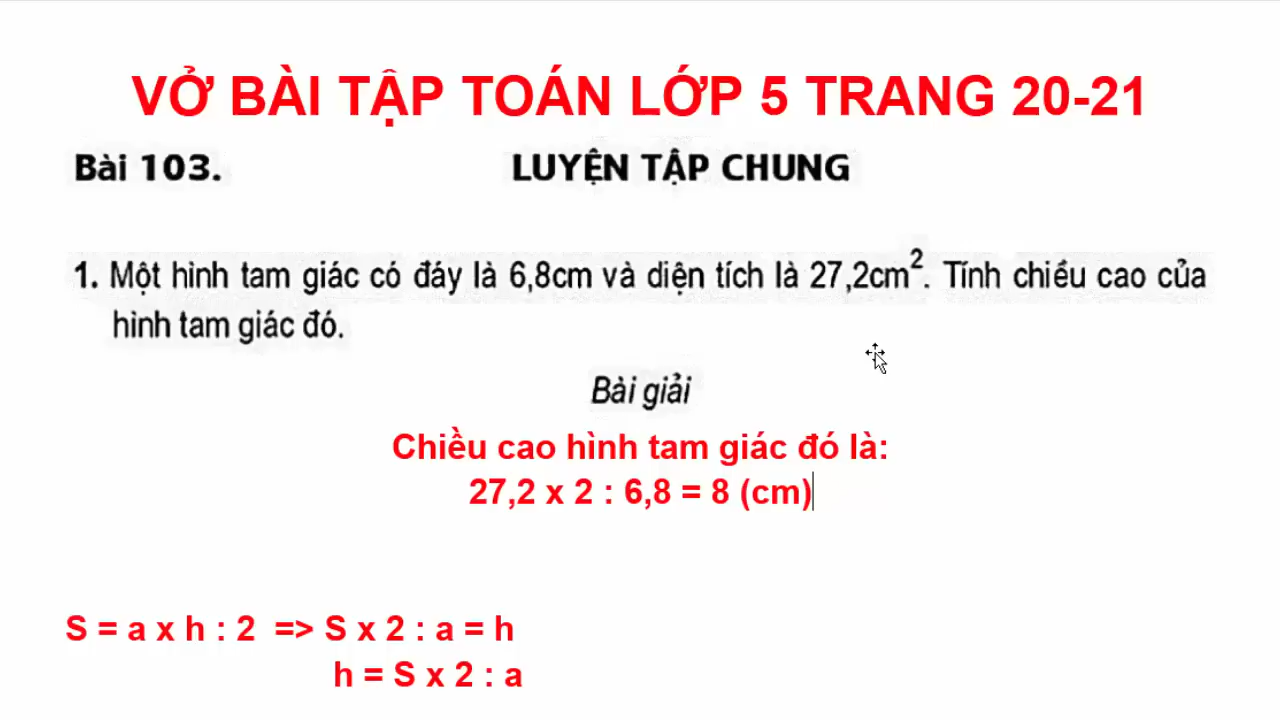 VỞ BÀI TẬP TOÁN LỚP 5 TRANG 20-21
Bài 103. LUYỆN TẬP CHUNG
1. Một hình tam giác có đáy là 6,8cm và diện tích là 27,2cm². Tính chiều cao của
hình tam giác đó.
Bài giải
Chiều cao hình tam giác đó là:
27,2 x 2 : 6,8 = 8 (cm)
S = a x h : 2 => S x 2 : a = h
h = S x 2 : a